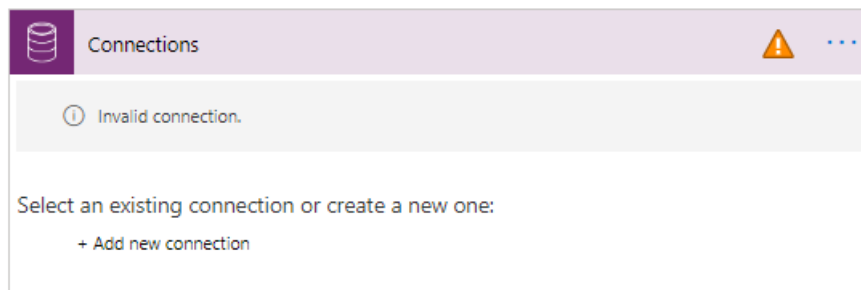 Connections
Invalid connection.
Select an existing connection or create a new one:
+ Add new connection